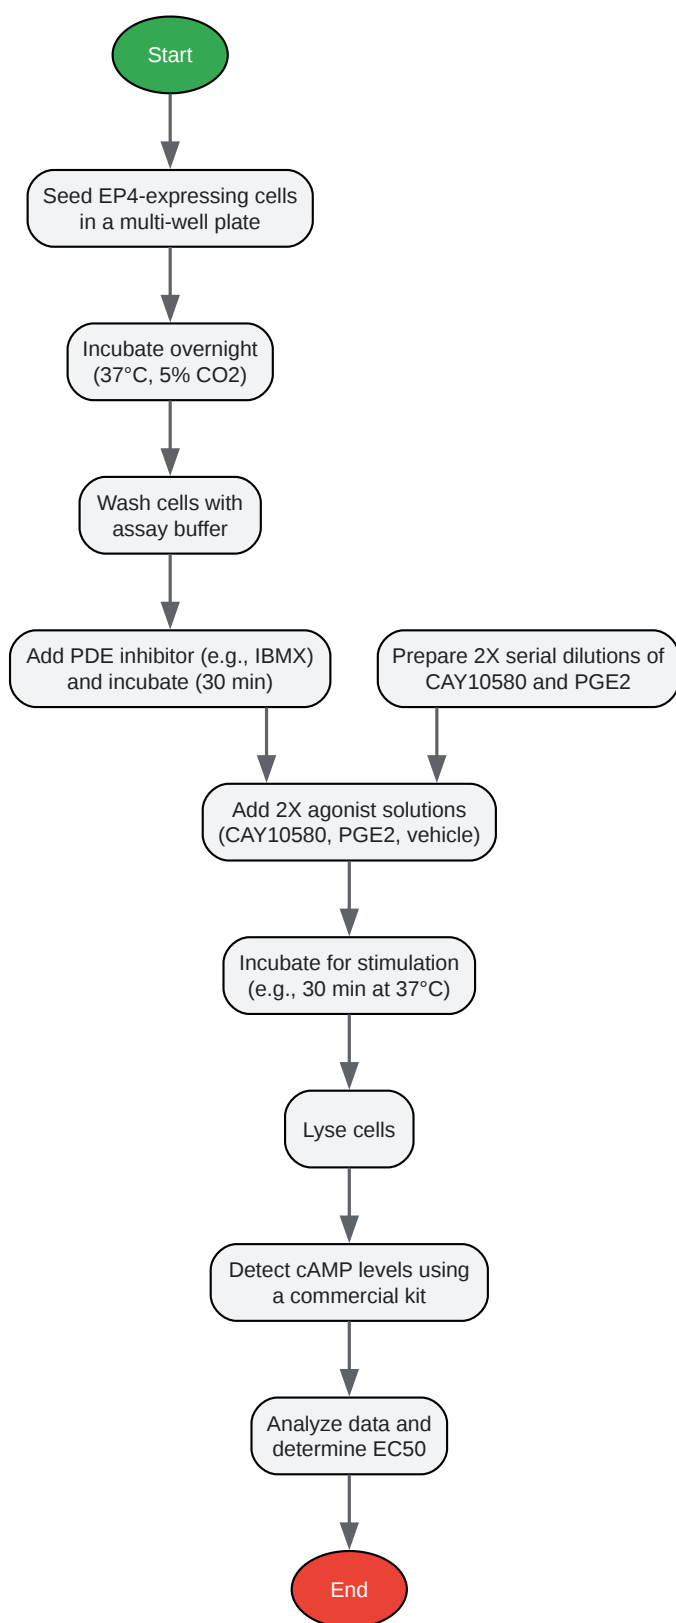 Start
Seed EP4-expressing cells
in a multi-well plate
Incubate overnight
(37°C, 5% CO2)
Wash cells with
assay buffer
Add PDE inhibitor (e.g., IBMX)
and incubate (30 min)
Prepare 2X serial dilutions of
CAY10580 and PGE2
Add 2X agonist solutions
(CAY10580, PGE2, vehicle)
Incubate for stimulation
(e.g., 30 min at 37°C)
Lyse cells
Detect cAMP levels using
a commercial kit
Analyze data and
determine EC50
End